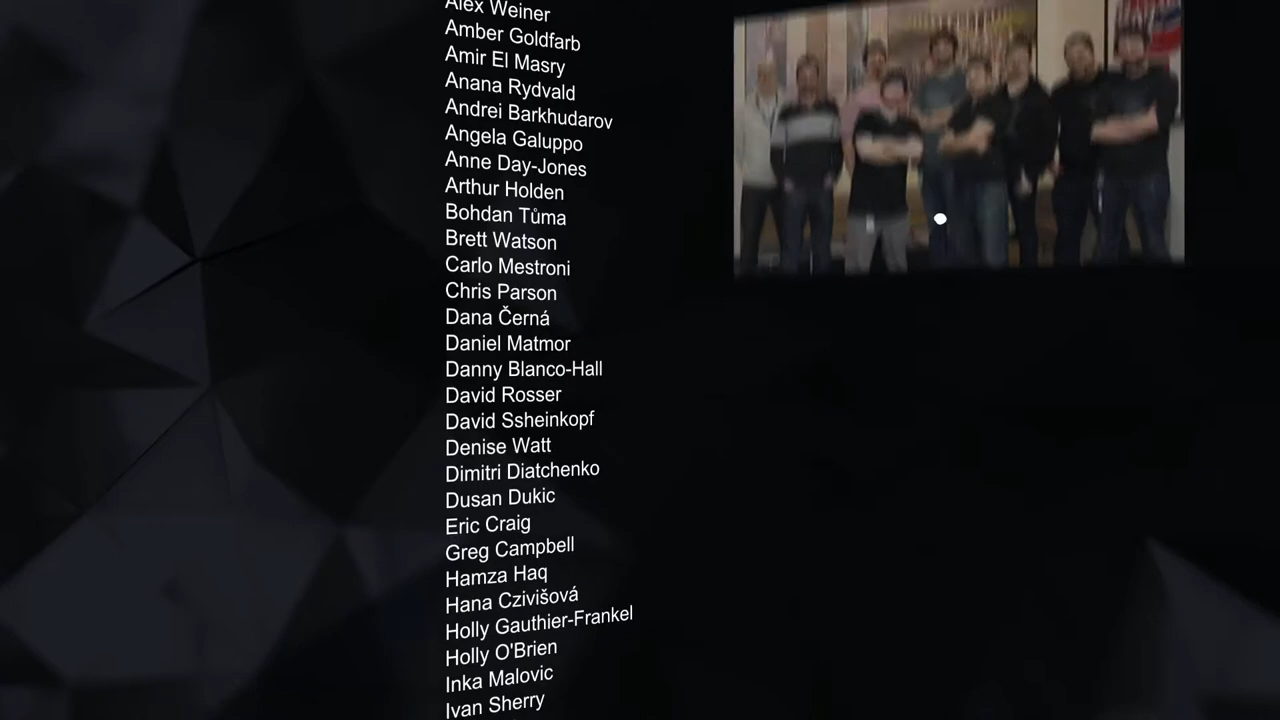 Alex Weiner
Amber Goldfarb
Amir El Masry
Anana Rydvald
Andrei Barkhudarov
Angela Galuppo
Anne Day-Jones
Arthur Holden
Bohdan Tůma
Brett Watson
Carlo Mestroni
Chris Parson
Dana Černá
Daniel Matmor
Danny Blanco-Hall
David Rosser
David Ssheinkopf
Denise Watt
Dimitri Diatchenko
Dusan Dukic
Eric Craig
Greg Campbell
Hamza Haq
Hana Czivišová
Holly Gauthier-Frankel
Holly O'Brien
Inka Malovic
Ivan Sherry